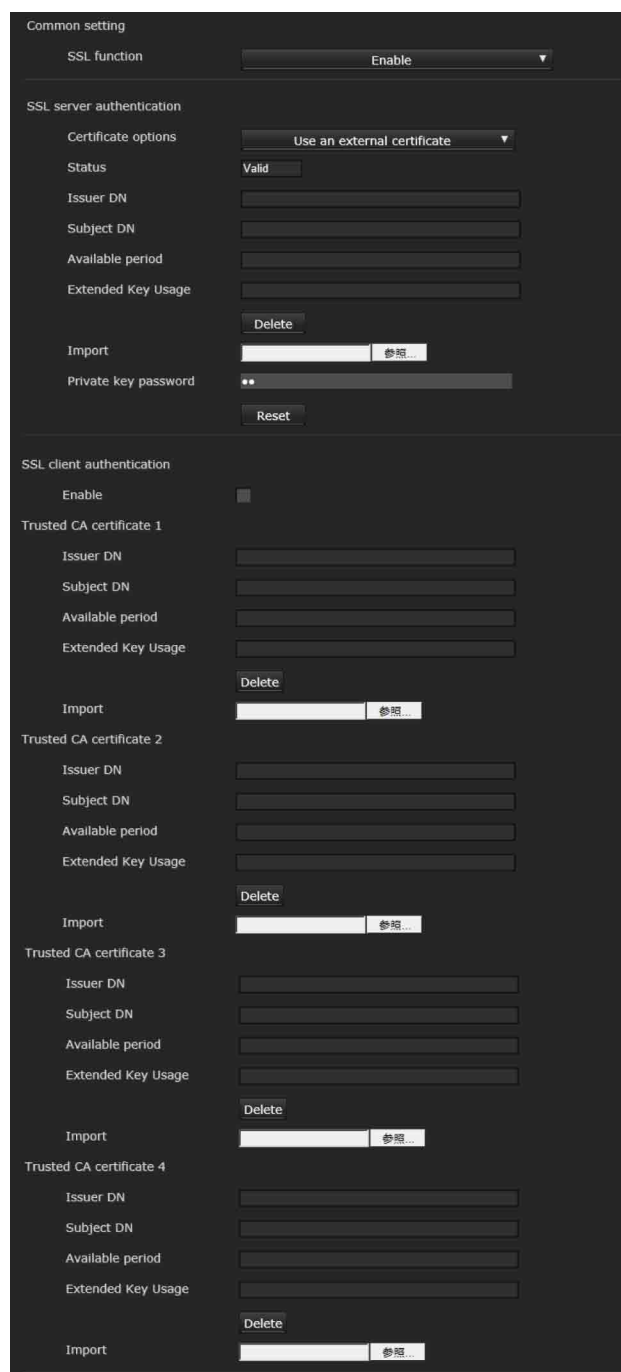 Common setting
SSL function Enable ▼
SSL server authentication
Certificate options Use an external certificate ▼
Status Valid
Issuer DN
Subject DN
Available period
Extended Key Usage
Delete
Import 参照...
Private key password ●●
Reset
SSL client authentication
Enable
Trusted CA certificate 1
Issuer DN
Subject DN
Available period
Extended Key Usage
Delete
Import 参照...
Trusted CA certificate 2
Issuer DN
Subject DN
Available period
Extended Key Usage
Delete
Import 参照...
Trusted CA certificate 3
Issuer DN
Subject DN
Available period
Extended Key Usage
Delete
Import 参照...
Trusted CA certificate 4
Issuer DN
Subject DN
Available period
Extended Key Usage
Delete
Import 参照...